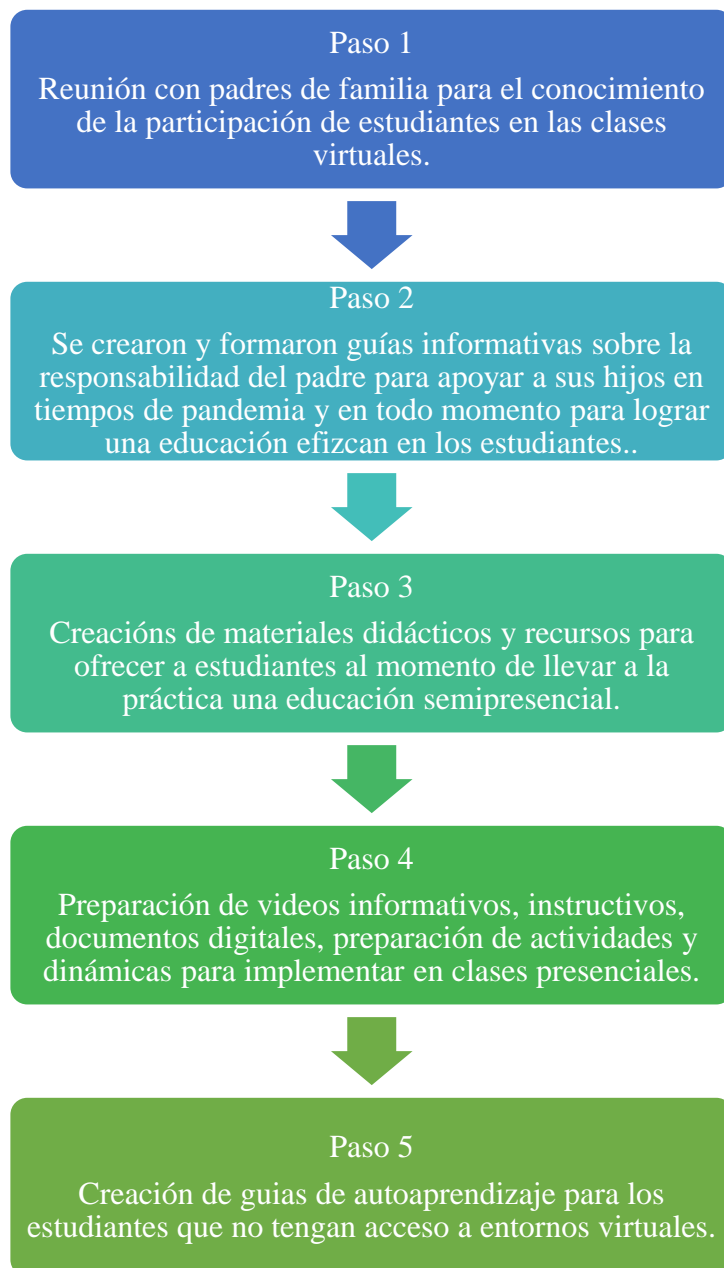 Paso 1
Reunión con padres de familia para el conocimiento
de la participación de estudiantes en las clases
virtuales.
Paso 2
Se crearon y formaron guías informativas sobre la
responsabilidad del padre para apoyar a sus hijos en
tiempos de pandemia y en todo momento para lograr
una educación efizcan en los estudiantes..
Paso 3
Creacións de materiales didácticos y recursos para
ofrecer a estudiantes al momento de llevar a la
práctica una educación semipresencial.
Paso 4
Preparación de videos informativos, instructivos,
documentos digitales, preparación de actividades y
dinámicas para implementar en clases presenciales.
Paso 5
Creación de guias de autoaprendizaje para los
estudiantes que no tengan acceso a entornos virtuales.